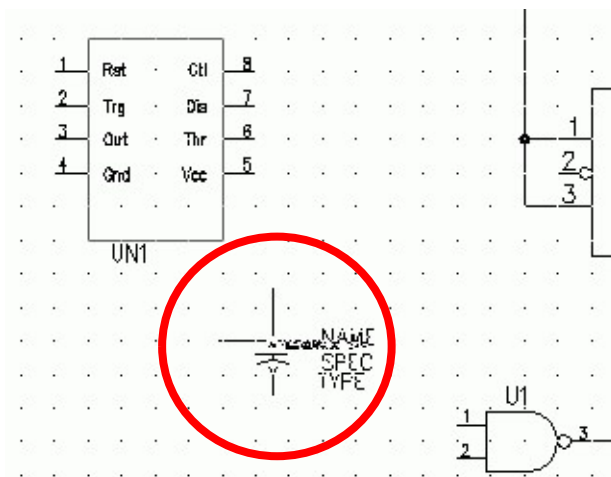 1 Rst Ctl 8
2 Trg Dis 7
3 Out Thr 6
4 Gnd Vcc 5
UN1
1
2
3
NAME
SPEC
TYPE
U1
1
2
3